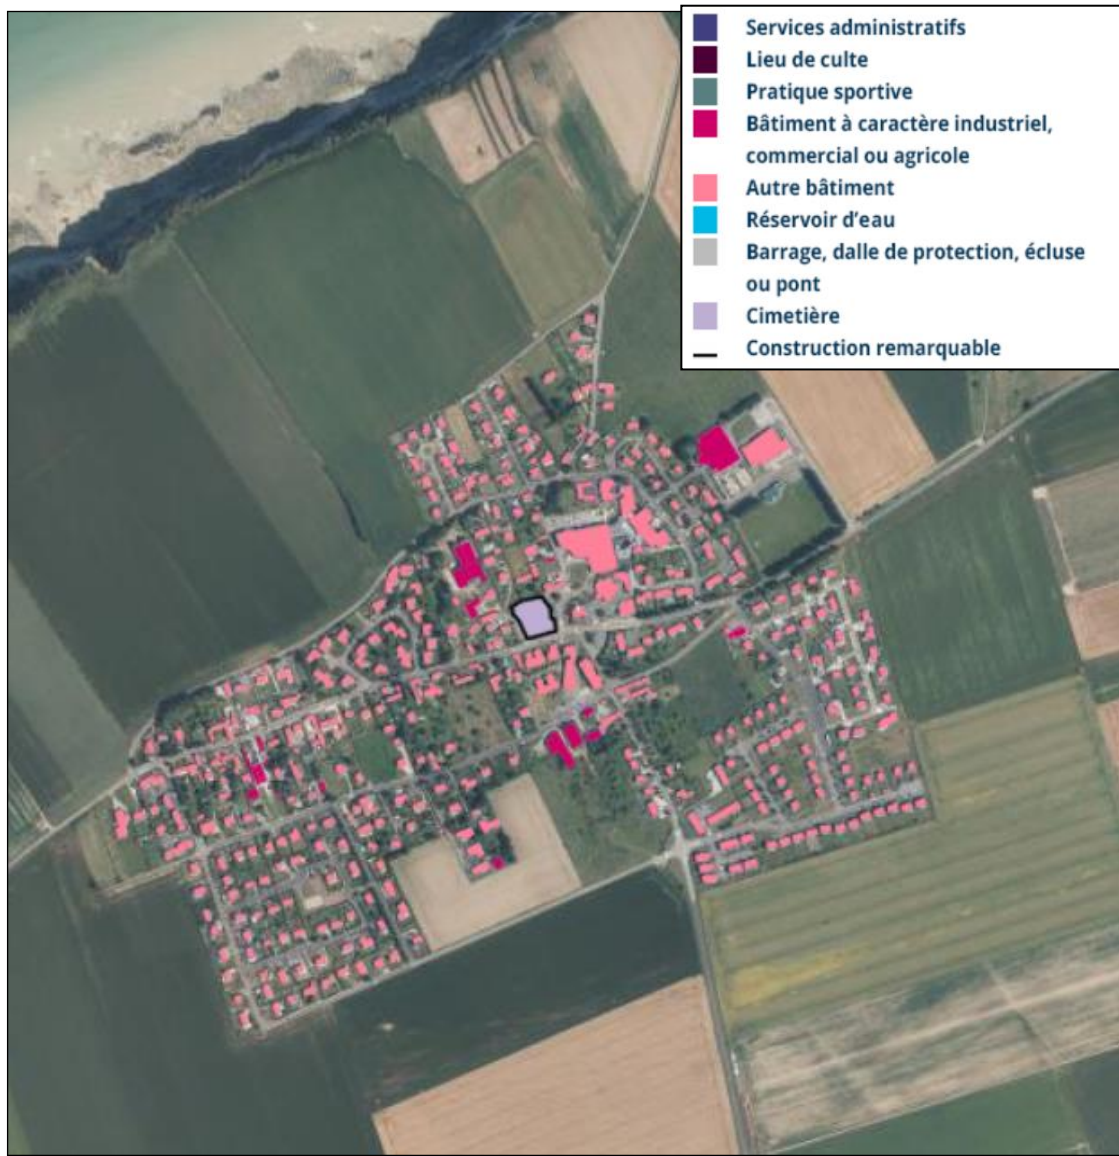 Services administratifs
Lieu de culte
Pratique sportive
Bâtiment à caractère industriel,
commercial ou agricole
Autre bâtiment
Réservoir d'eau
Barrage, dalle de protection, écluse
ou pont
Cimetière
Construction remarquable